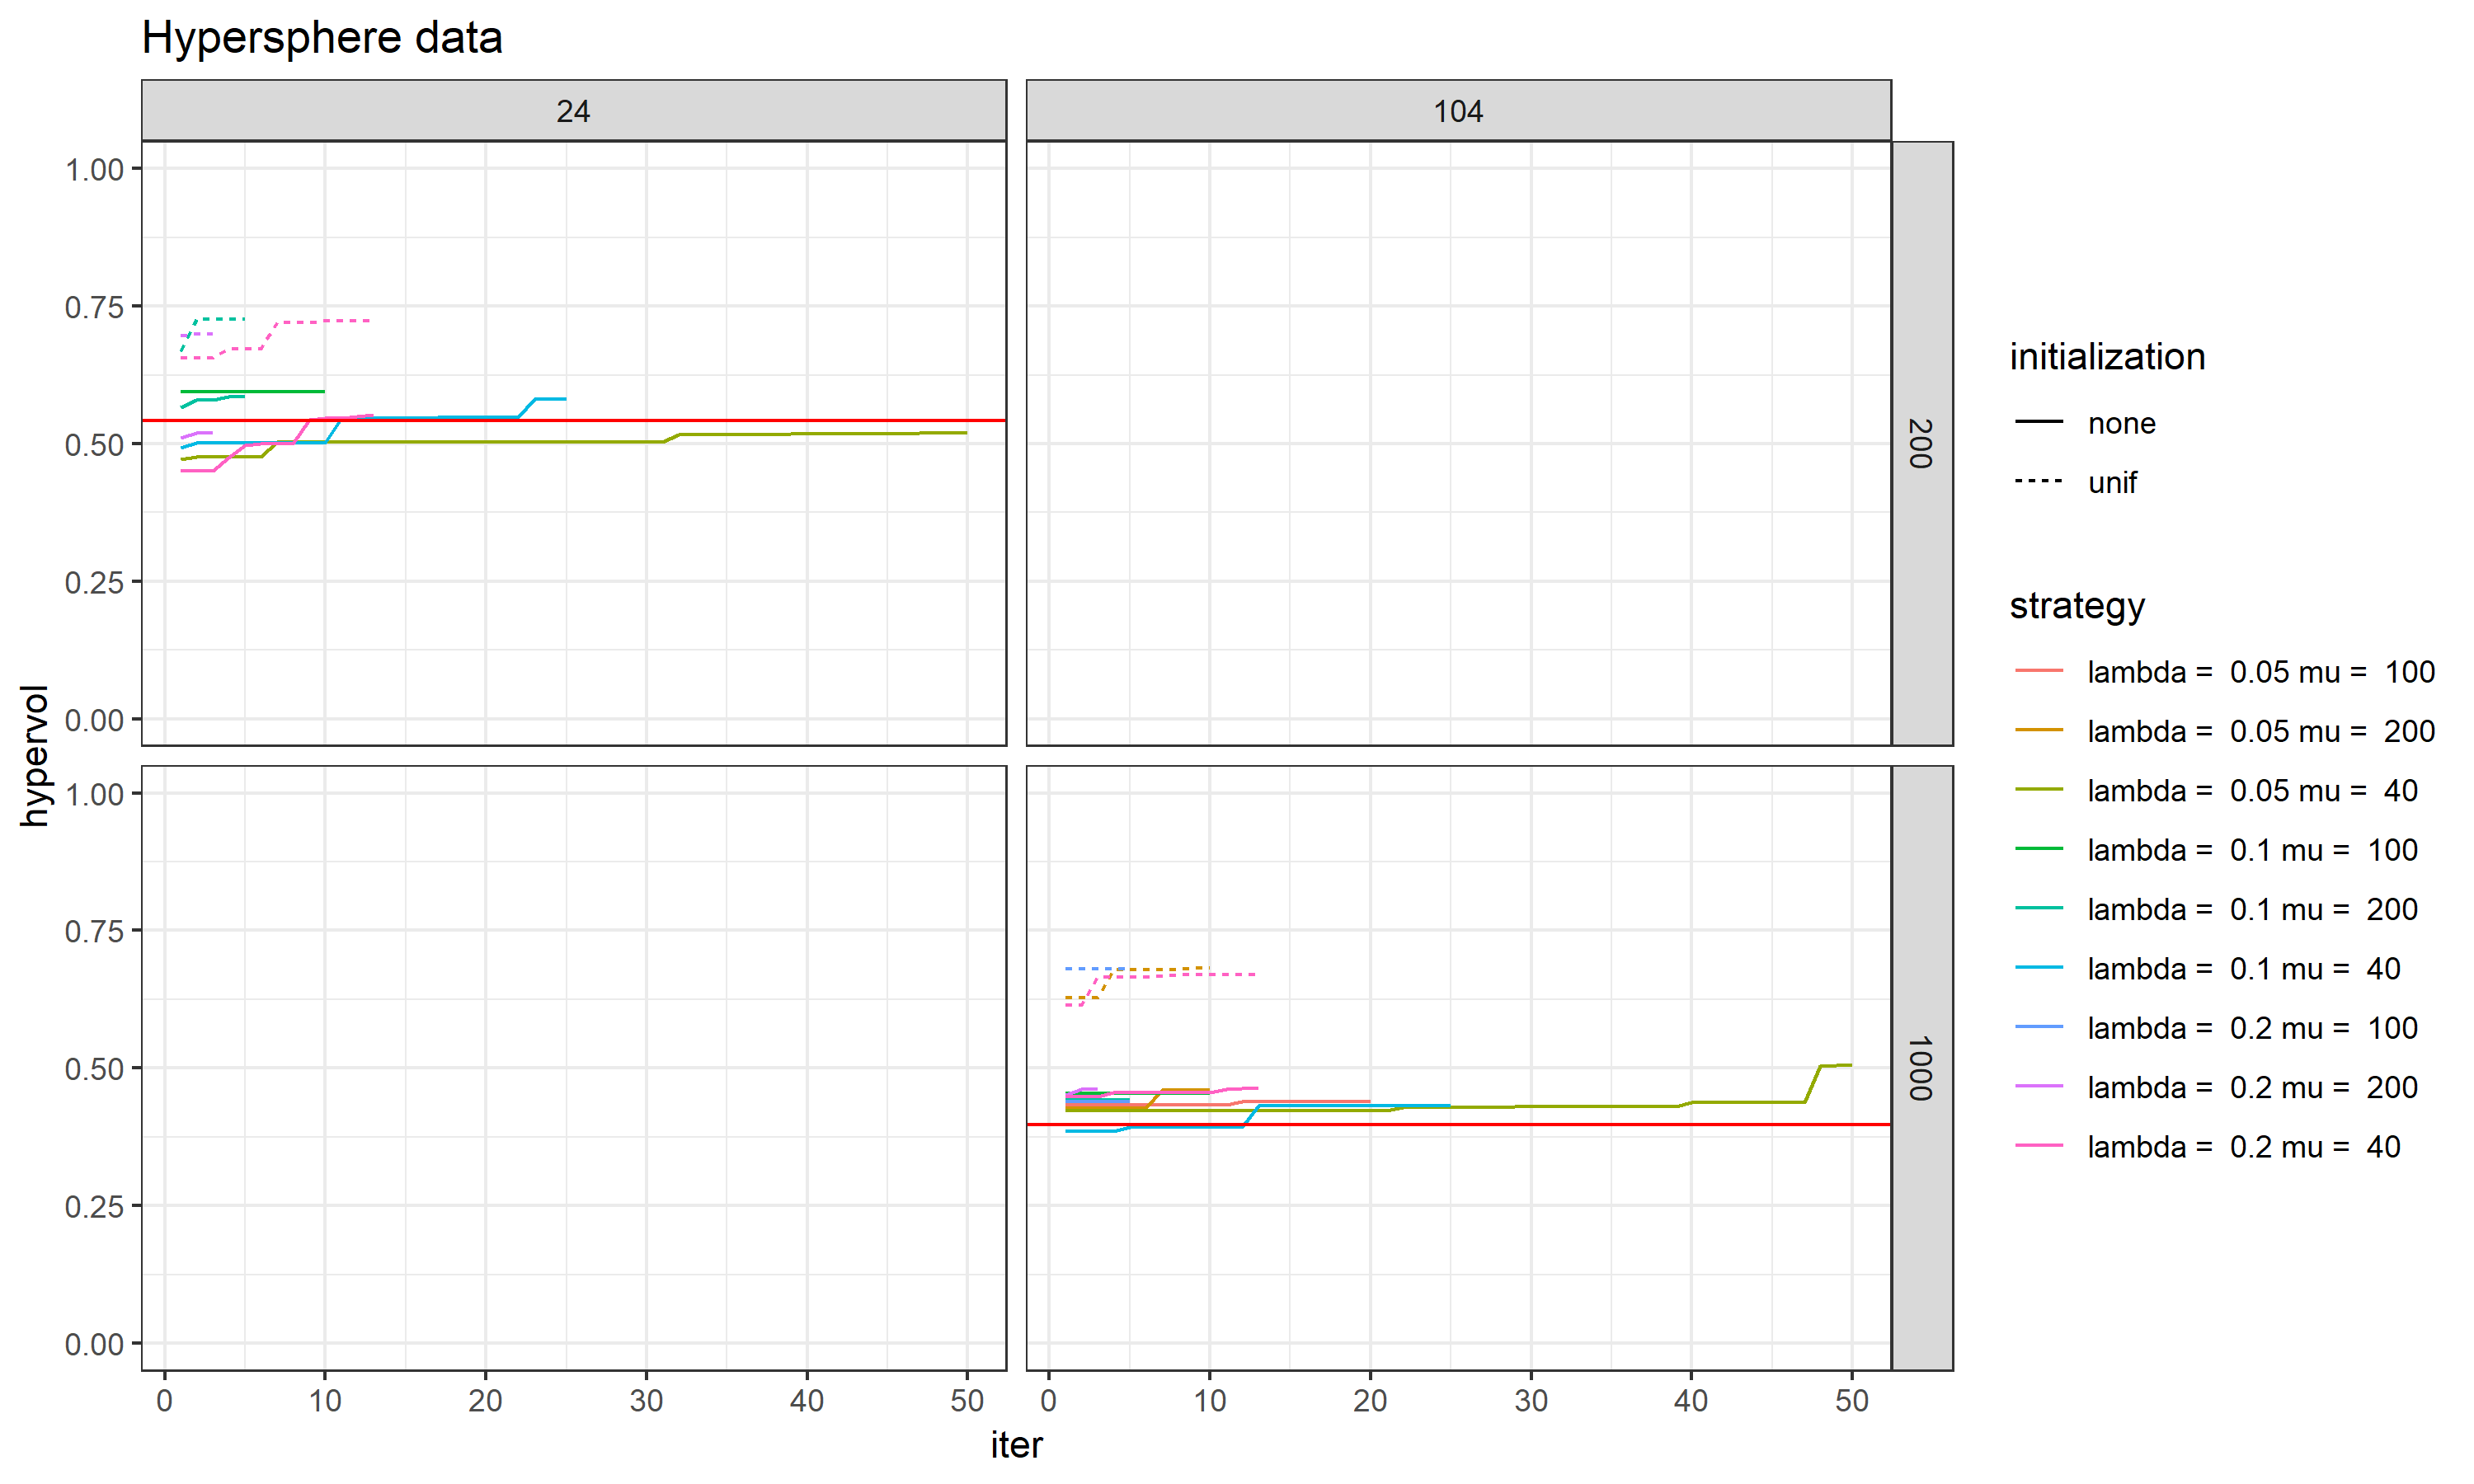 Hypersphere data
24
104
1.00
0.75
0.50
0.25
0.00
200
1.00
0.75
0.50
0.25
0.00
1000
0 10 20 30 40 50
0 10 20 30 40 50
iter
hypervol
initialization
none
unif
strategy
lambda = 0.05 mu = 100
lambda = 0.05 mu = 200
lambda = 0.05 mu = 40
lambda = 0.1 mu = 100
lambda = 0.1 mu = 200
lambda = 0.1 mu = 40
lambda = 0.2 mu = 100
lambda = 0.2 mu = 200
lambda = 0.2 mu = 40